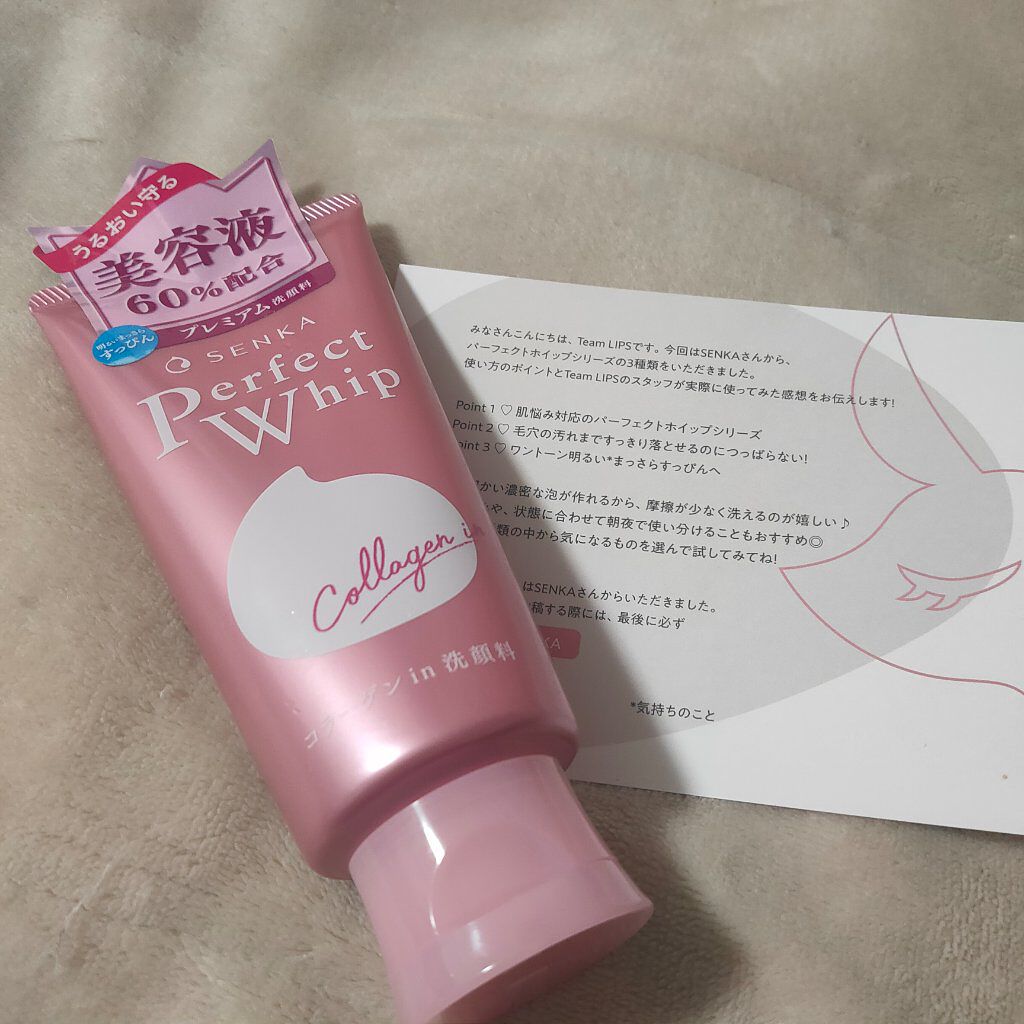 うるおい守る
美容液
60%配合
プレミアム洗顔料
明るいまっさら
すっぴん
SENKA
Perfect
Whip
Collagen in
コラーゲンin 洗顔料
みなさんこんにちは、Team LIPSです。今回はSENKAさんから、
パーフェクトホイップシリーズの3種類をいただきました。
使い方のポイントとTeam LIPSのスタッフが実際に使ってみた感想をお伝えします!
Point 1 ♡ 肌悩み対応のパーフェクトホイップシリーズ
Point 2 ♡ 毛穴の汚れまですっきり落とせるのにつっぱらない!
oint 3 ♡ ワントーン明るい*まっさらすっぴんへ
かい濃密な泡が作れるから、摩擦が少なく洗えるのが嬉しい♪
や、状態に合わせて朝夜で使い分けることもおすすめ◎
類の中から気になるものを選んで試してみてね!
はSENKAさんからいただきました。
稿する際には、最後に必ず
KA
*気持ちのこと